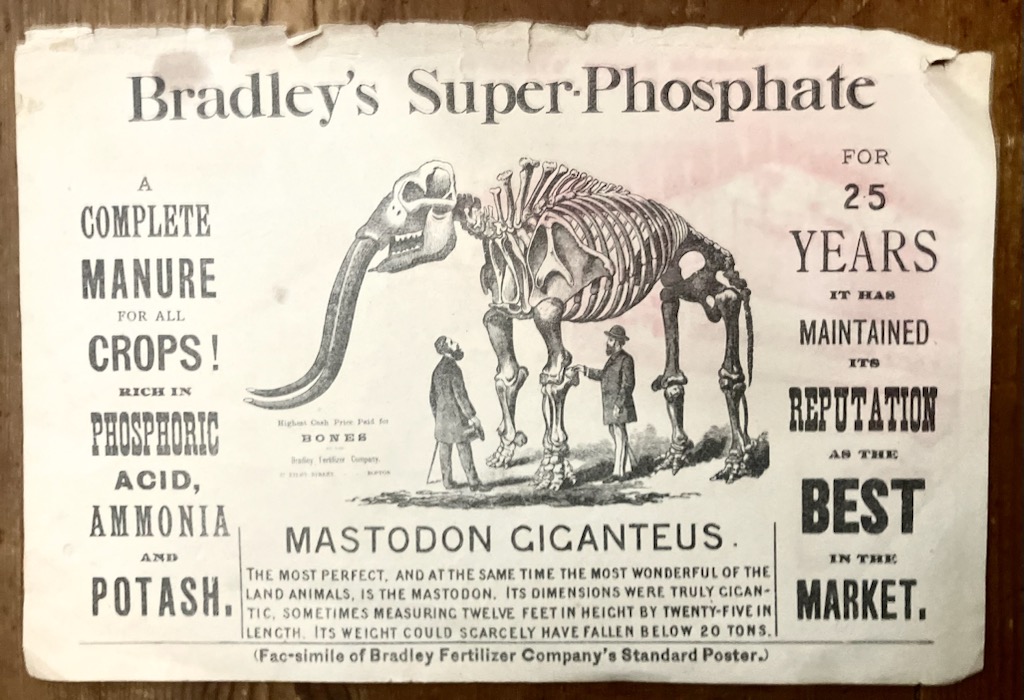 Bradley's Super-Phosphate
A
COMPLETE
MANURE
FOR ALL
CROPS!
RICH IN
PHOSPHORIC
ACID,
AMMONIA
AND
POTASH.
FOR
25
YEARS
IT HAS
MAINTAINED
ITS
REPUTATION
AS THE
BEST
IN THE
MARKET.
Highest Cash Price Paid for
BONES
Bradley Fertilizer Company,
BOSTON
MASTODON GIGANTEUS.
THE MOST PERFECT, AND AT THE SAME TIME THE MOST WONDERFUL OF THE
LAND ANIMALS, IS THE MASTODON. ITS DIMENSIONS WERE TRULY GIGAN-
TIC, SOMETIMES MEASURING TWELVE FEET IN HEIGHT BY TWENTY-FIVE IN
LENGTH. ITS WEIGHT COULD SCARCELY HAVE FALLEN BELOW 20 TONS.
(Fac-simile of Bradley Fertilizer Company's Standard Poster.)